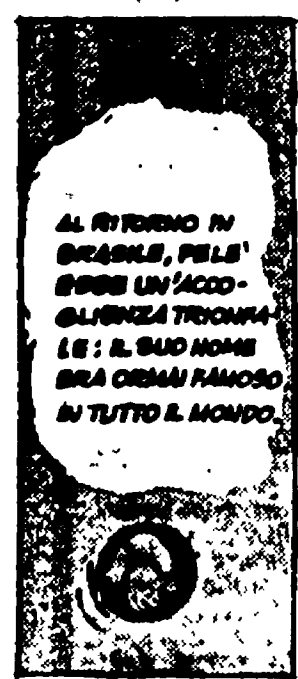 AL RITORNO IN
BRASILE, PELE'
EBBE UN'ACCO-
GLIENZA TRIONFA-
LE: IL SUO NOME
ERA ORMAI FAMOSO
IN TUTTO IL MONDO.